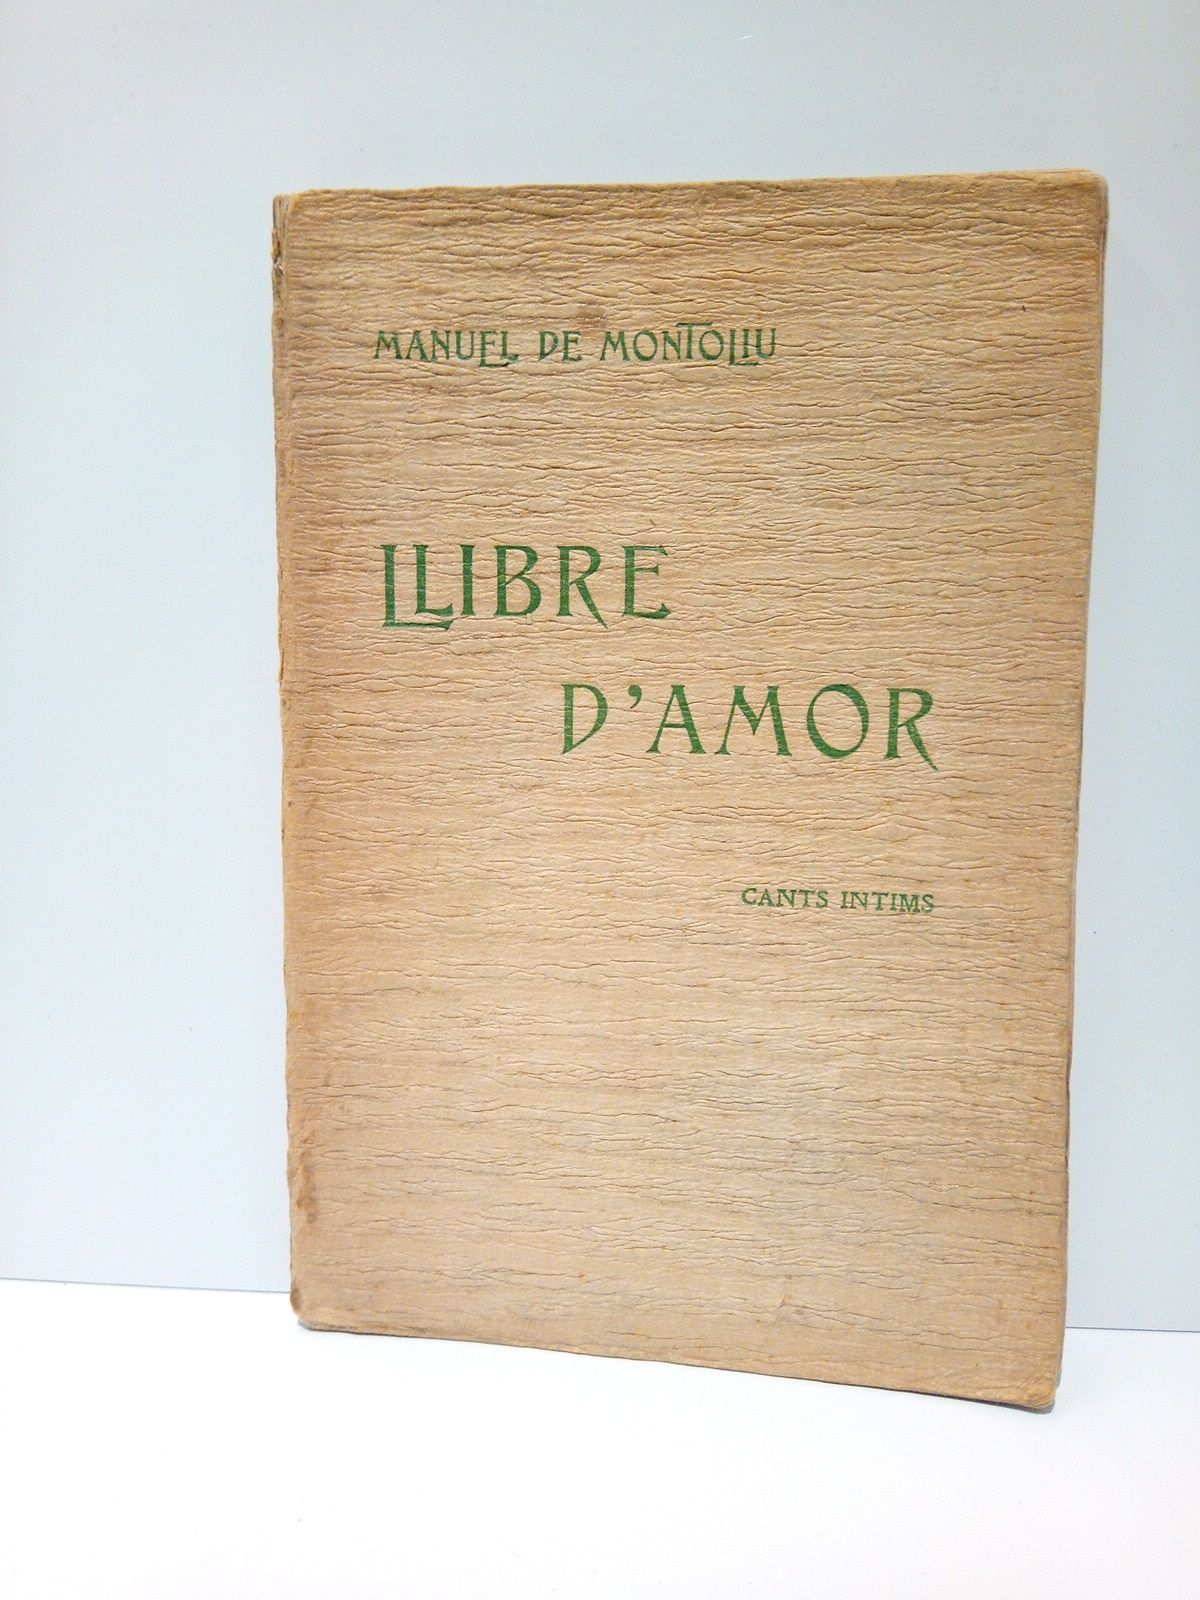 MANUEL DE MONTOLIU
LLIBRE
D'AMOR
CANTS INTIMS